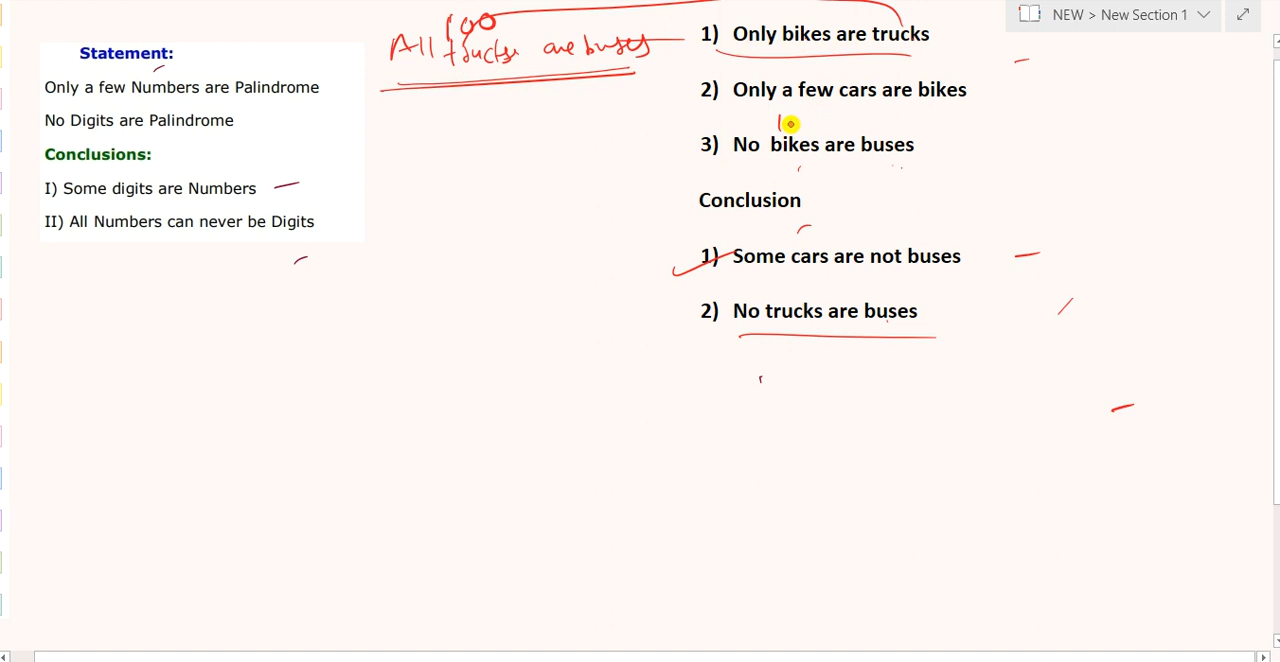 NEW > New Section 1
Statement:
Only a few Numbers are Palindrome
No Digits are Palindrome
Conclusions:
I) Some digits are Numbers
II) All Numbers can never be Digits
100
All trucks are buses
1) Only bikes are trucks
2) Only a few cars are bikes
3) No bikes are buses
Conclusion
1) Some cars are not buses
2) No trucks are buses